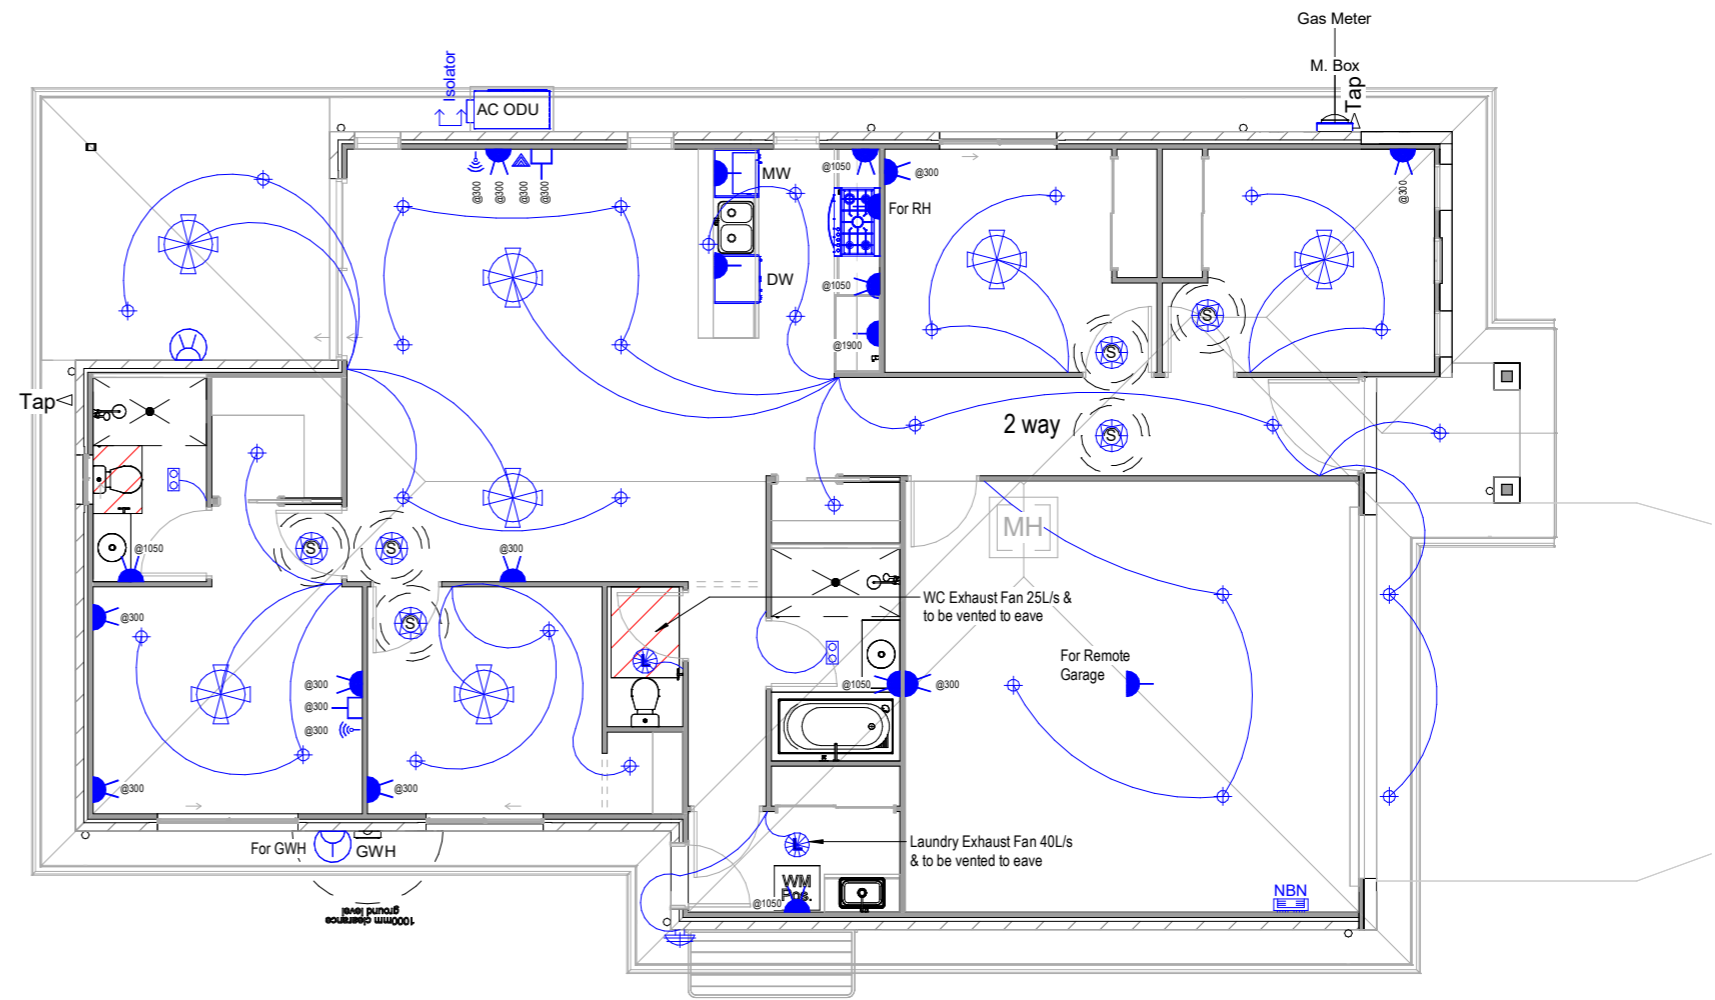 Gas Meter
M. Box
Tap
Isolator
AC ODU
@300
@300
@300
@300
MW
DW
@1050
For RH
@1050
@1900
@300
@300
S
S
2 way
S
Tap
@1050
S
S
@300
S
MH
WC Exhaust Fan 25L/s &
to be vented to eave
For Remote
Garage
@300
@300
@300
@300
@1050
@300
@300
@300
For GWH
GWH
1000mm clearance
ground level
Laundry Exhaust Fan 40L/s
& to be vented to eave
WM
Pos.
@1050
NBN